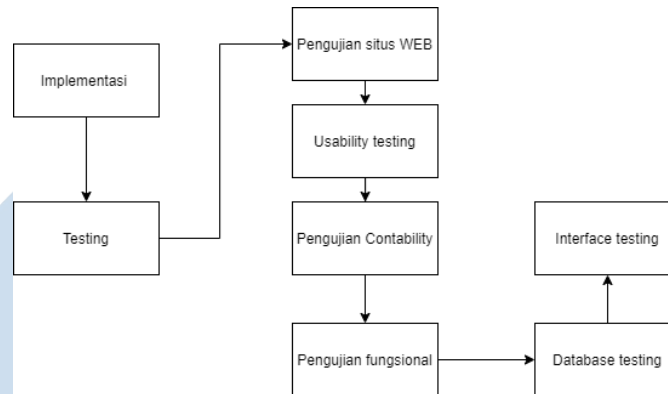 Implementasi
Testing
Pengujian situs WEB
Usability testing
Pengujian Contability
Pengujian fungsional
Database testing
Interface testing